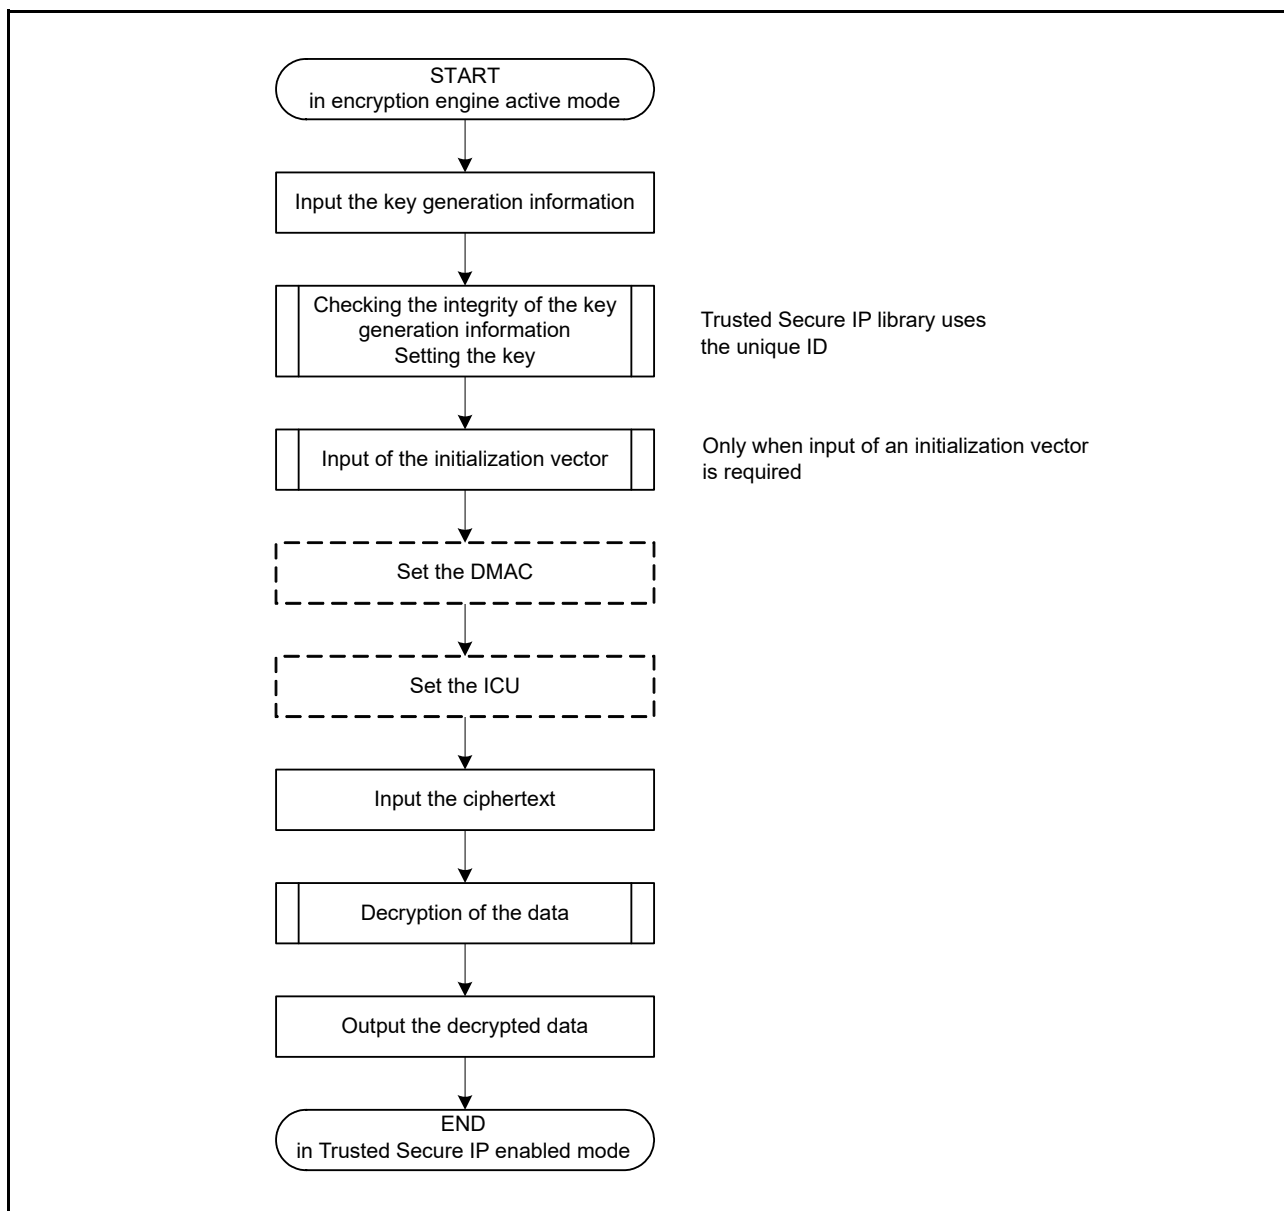 START
in encryption engine active mode
Input the key generation information
Checking the integrity of the key
generation information
Setting the key
Trusted Secure IP library uses
the unique ID
Input of the initialization vector
Only when input of an initialization vector
is required
Set the DMAC
Set the ICU
Input the ciphertext
Decryption of the data
Output the decrypted data
END
in Trusted Secure IP enabled mode